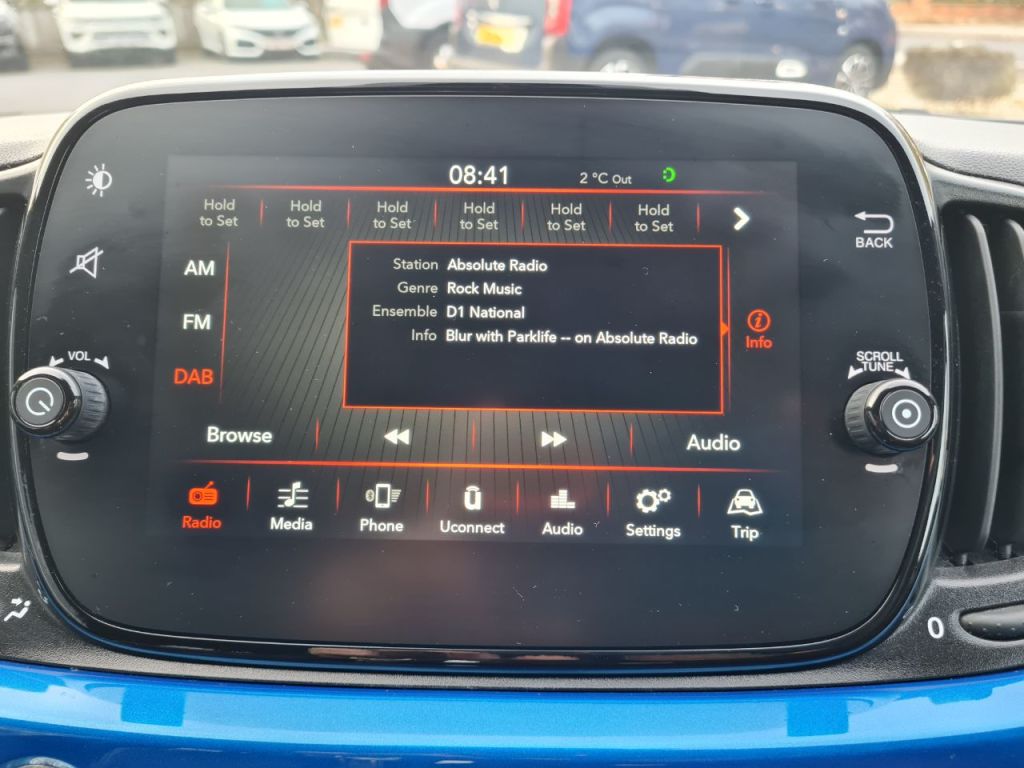 08:41
2 °C Out
Hold to Set
Hold to Set
Hold to Set
Hold to Set
Hold to Set
Hold to Set
BACK
AM
FM
DAB
Station Absolute Radio
Genre Rock Music
Ensemble D1 National
Info Blur with Parklife -- on Absolute Radio
Info
VOL
SCROLL
TUNE
Browse
Audio
Radio
Media
Phone
Uconnect
Audio
Settings
Trip
0